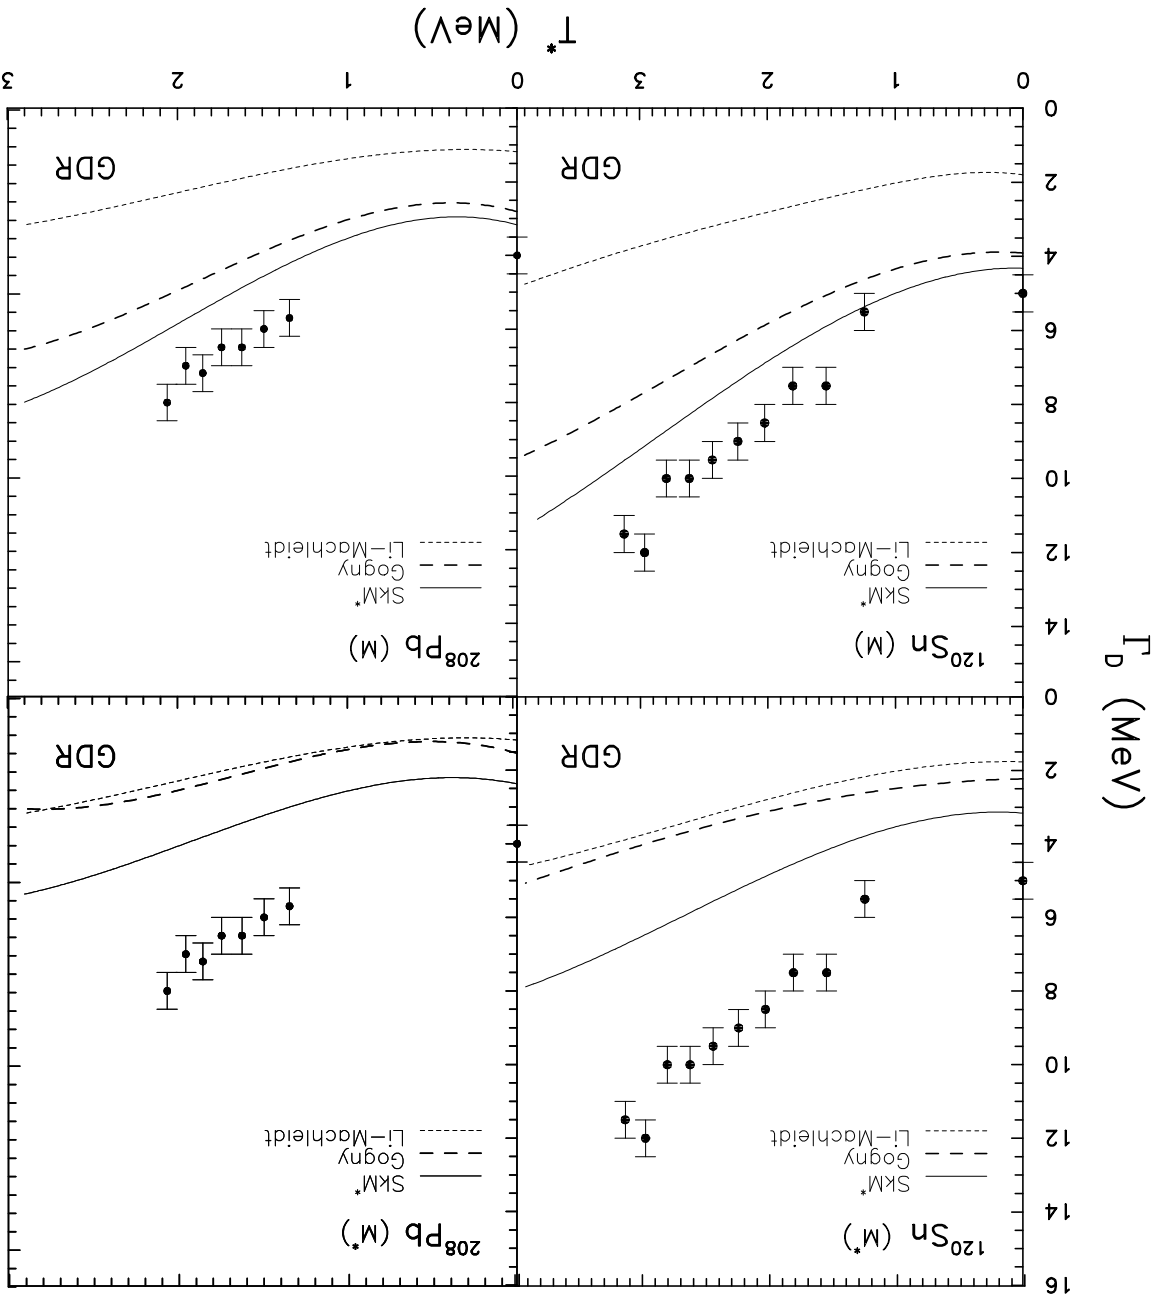 Γ_D (MeV)
16
14
12
10
8
6
4
2
0
¹²⁰Sn (M*)
SkM*
Gogny
Li–Machleidt
GDR
²⁰⁸Pb (M*)
SkM*
Gogny
Li–Machleidt
GDR
14
12
10
8
6
4
2
0
¹²⁰Sn (M)
SkM*
Gogny
Li–Machleidt
GDR
²⁰⁸Pb (M)
SkM*
Gogny
Li–Machleidt
GDR
0 1 2 3 0 1 2 3
T* (MeV)